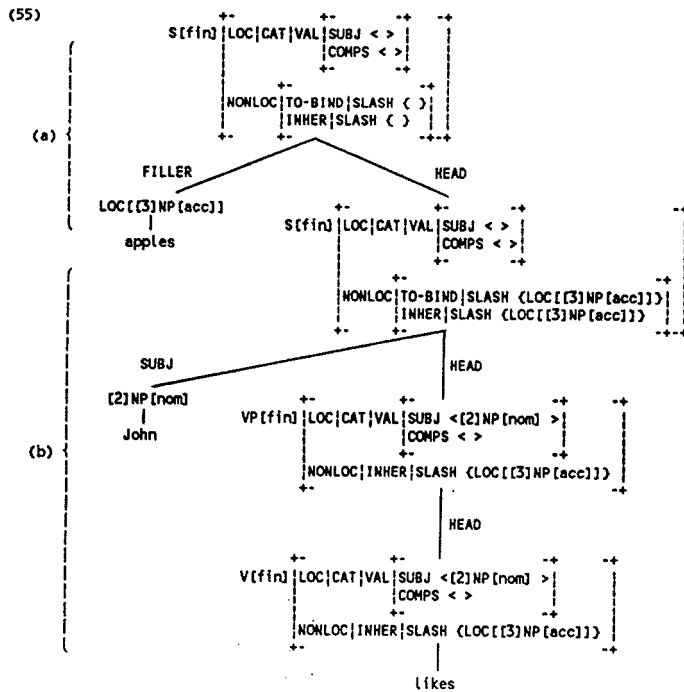 (55)
S[fin] LOC|CAT|VAL SUBJ < >
COMPS < >
NONLOC TO-BIND|SLASH { }
INHER|SLASH { }
(a)
FILLER HEAD
LOC[[3]NP[acc]]
apples
S[fin] LOC|CAT|VAL SUBJ < >
COMPS < >
NONLOC TO-BIND|SLASH {LOC[[3]NP[acc]]}
INHER|SLASH {LOC[[3]NP[acc]]}
SUBJ HEAD
[2]NP[nom]
John
(b)
VP[fin] LOC|CAT|VAL SUBJ <[2]NP[nom] >
COMPS < >
NONLOC|INHER|SLASH {LOC[[3]NP[acc]]}
HEAD
V[fin] LOC|CAT|VAL SUBJ <[2]NP[nom] >
COMPS < >
NONLOC|INHER|SLASH {LOC[[3]NP[acc]]}
likes